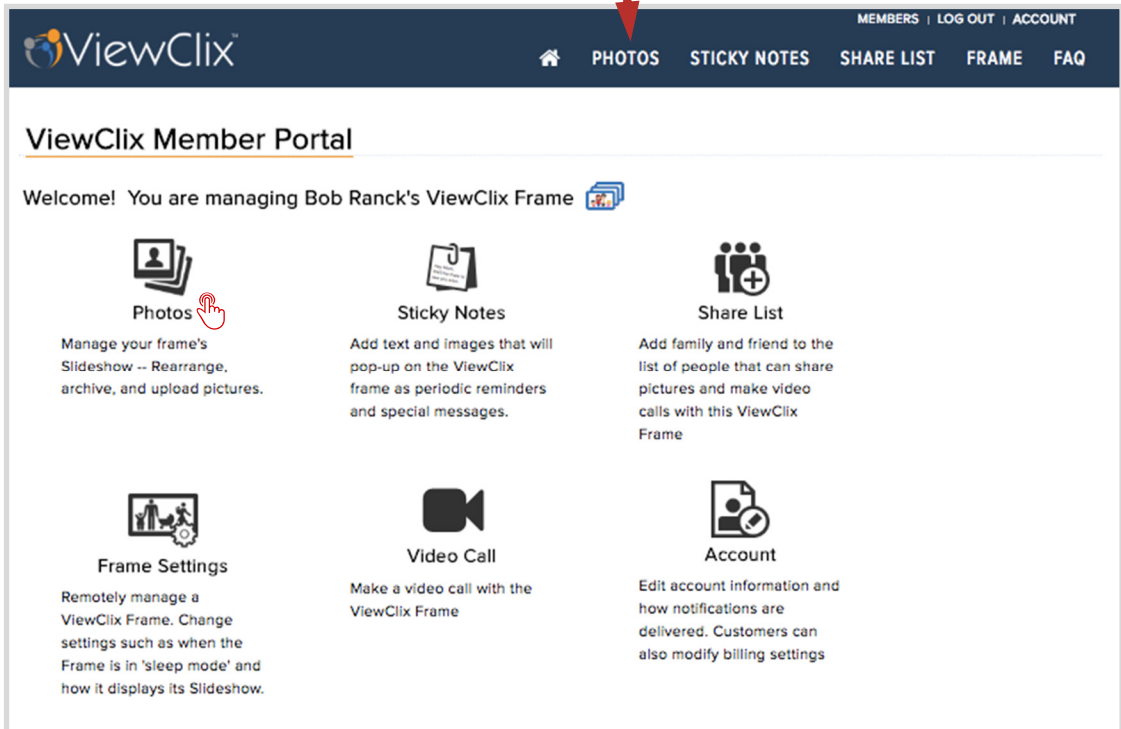 MEMBERS | LOG OUT | ACCOUNT
ViewClix™
PHOTOS STICKY NOTES SHARE LIST FRAME FAQ
ViewClix Member Portal
Welcome! You are managing Bob Ranck's ViewClix Frame
Photos
Manage your frame's
Slideshow -- Rearrange,
archive, and upload pictures.
Sticky Notes
Add text and images that will
pop-up on the ViewClix
frame as periodic reminders
and special messages.
Share List
Add family and friend to the
list of people that can share
pictures and make video
calls with this ViewClix
Frame
Frame Settings
Remotely manage a
ViewClix Frame. Change
settings such as when the
Frame is in 'sleep mode' and
how it displays its Slideshow.
Video Call
Make a video call with the
ViewClix Frame
Account
Edit account information and
how notifications are
delivered. Customers can
also modify billing settings